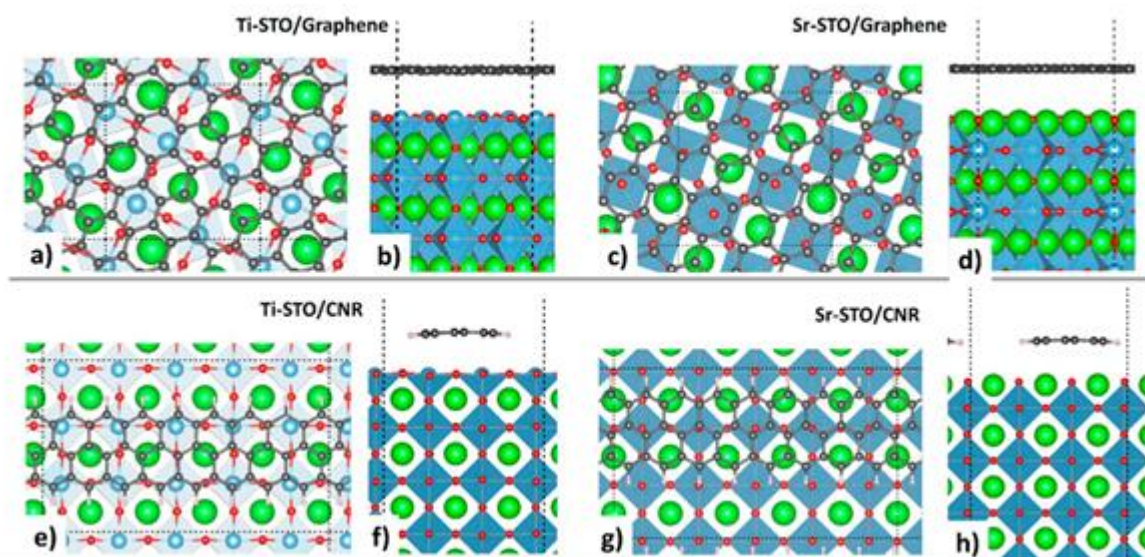 Ti-STO/Graphene
Sr-STO/Graphene
a)
b)
c)
d)
Ti-STO/CNR
Sr-STO/CNR
e)
f)
g)
h)